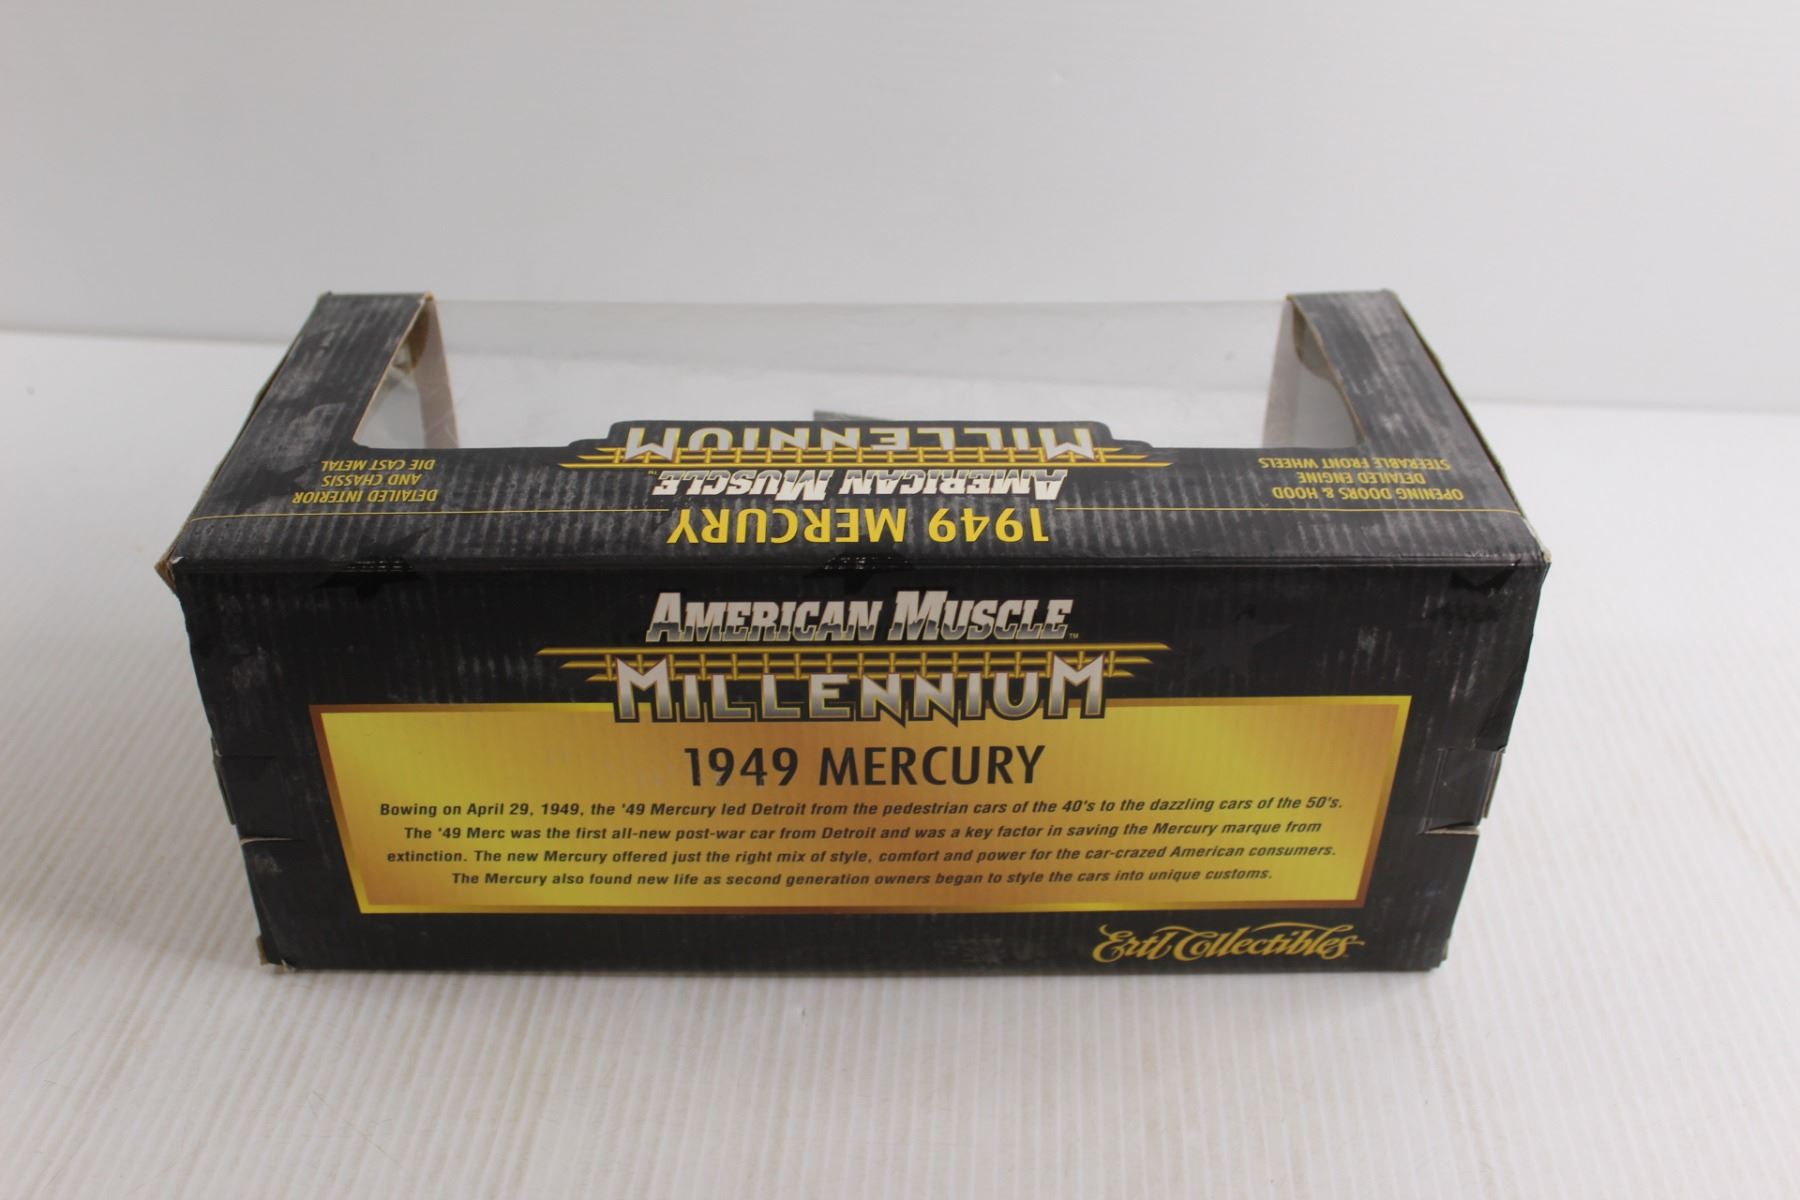 DETAILED INTERIOR
AND CHASSIS
DIE CAST METAL
OPENING DOORS & HOOD
DETAILED ENGINE
STEERABLE FRONT WHEELS
1949 MERCURY
AMERICAN MUSCLE™
MILLENNIUM
AMERICAN MUSCLE™
MILLENNIUM
1949 MERCURY
Bowing on April 29, 1949, the '49 Mercury led Detroit from the pedestrian cars of the 40's to the dazzling cars of the 50's.
The '49 Merc was the first all-new post-war car from Detroit and was a key factor in saving the Mercury marque from
extinction. The new Mercury offered just the right mix of style, comfort and power for the car-crazed American consumers.
The Mercury also found new life as second generation owners began to style the cars into unique customs.
Ertl Collectibles™